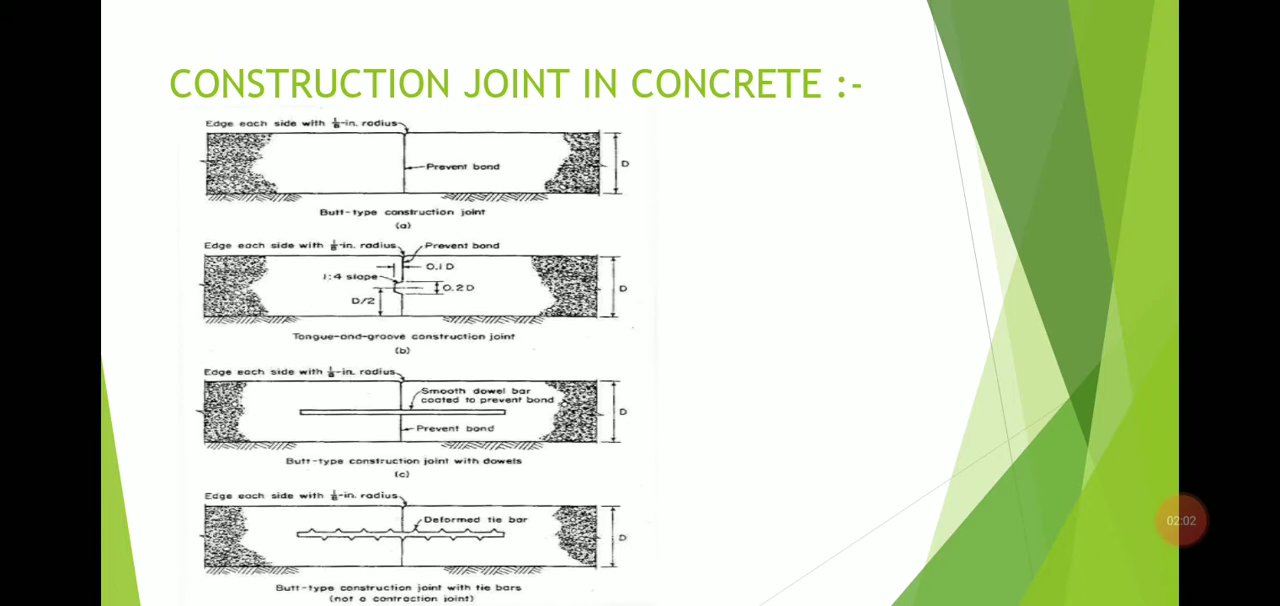 CONSTRUCTION JOINT IN CONCRETE :-
Edge each side with 1/8-in. radius
Prevent bond
D
Butt-type construction joint
(a)
Edge each side with 1/8-in. radius
Prevent bond
0.1 D
1:4 slope
0.2 D
D/2
D
Tongue-and-groove construction joint
(b)
Edge each side with 1/8-in. radius
Smooth dowel bar
coated to prevent bond
D
Prevent bond
Butt-type construction joint with dowels
(c)
Edge each side with 1/8-in. radius
Deformed tie bar
D
Butt-type construction joint with tie bars
(not a contraction joint)
02:02